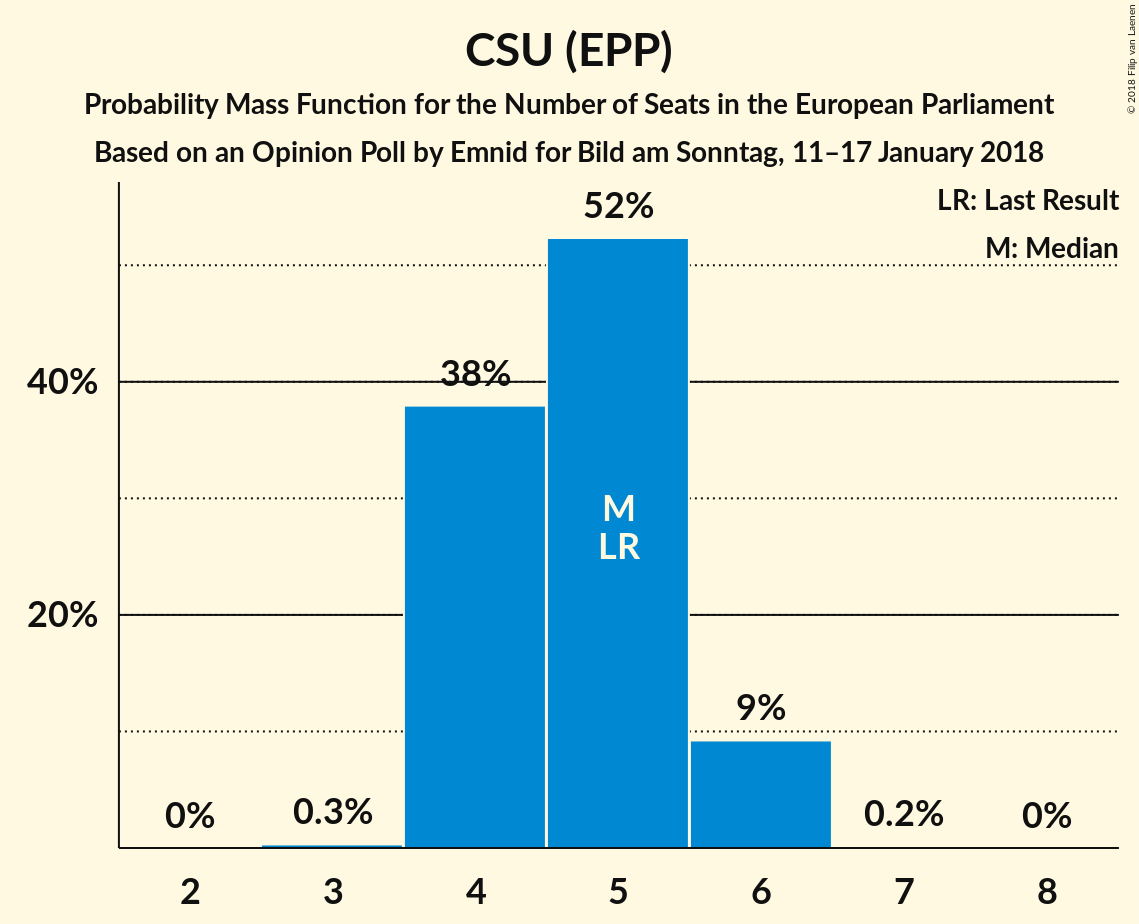 CSU (EPP)
Probability Mass Function for the Number of Seats in the European Parliament
Based on an Opinion Poll by Emnid for Bild am Sonntag, 11–17 January 2018
© 2018 Filip van Laenen
LR: Last Result
M: Median
52%
40%
38%
M
LR
20%
9%
0%
0.3%
0.2%
0%
2 3 4 5 6 7 8